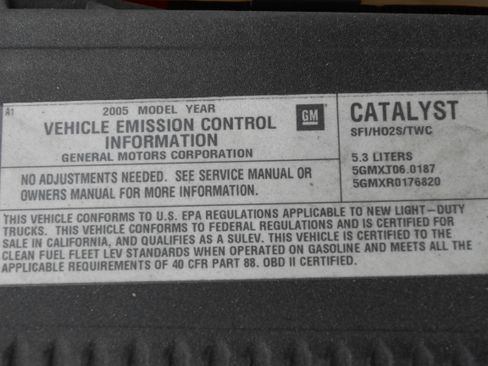 A1
2005 MODEL YEAR
VEHICLE EMISSION CONTROL
INFORMATION
GENERAL MOTORS CORPORATION
GM
NO ADJUSTMENTS NEEDED. SEE SERVICE MANUAL OR
OWNERS MANUAL FOR MORE INFORMATION.
CATALYST
SFI/HO2S/TWC
5.3 LITERS
5GMXT06.0187
5GMXR0176820
THIS VEHICLE CONFORMS TO U.S. EPA REGULATIONS APPLICABLE TO NEW LIGHT-DUTY
TRUCKS. THIS VEHICLE CONFORMS TO FEDERAL REGULATIONS AND IS CERTIFIED FOR
SALE IN CALIFORNIA, AND QUALIFIES AS A SULEV. THIS VEHICLE IS CERTIFIED TO THE
CLEAN FUEL FLEET LEV STANDARDS WHEN OPERATED ON GASOLINE AND MEETS ALL THE
APPLICABLE REQUIREMENTS OF 40 CFR PART 88. OBD II CERTIFIED.